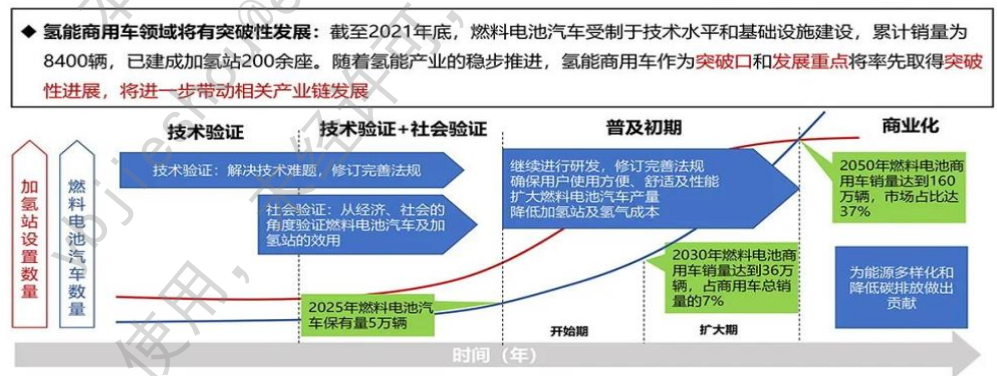 ◆ 氢能商用车领域将有突破性发展：截至2021年底，燃料电池汽车受制于技术水平和基础设施建设，累计销量为
8400辆，已建成加氢站200余座。随着氢能产业的稳步推进，氢能商用车作为突破口和发展重点将率先取得突破
性进展，将进一步带动相关产业链发展
技术验证
技术验证+社会验证
普及初期
商业化
加氢站设置数量
燃料电池汽车数量
技术验证：解决技术难题，修订完善法规
社会验证：从经济、社会的
角度验证燃料电池汽车及加
氢站的效用
继续进行研发，修订完善法规
确保用户使用方便、舒适及性能
扩大燃料电池汽车产量
降低加氢站及氢气成本
2050年燃料电池商
用车销量达到160
万辆，市场占比达
37%
2030年燃料电池商
用车销量达到36万
辆，占商用车总销
量的7%
2025年燃料电池汽
车保有量5万辆
为能源多样化和
降低碳排放做出
贡献
开始期
扩大期
时间（年）